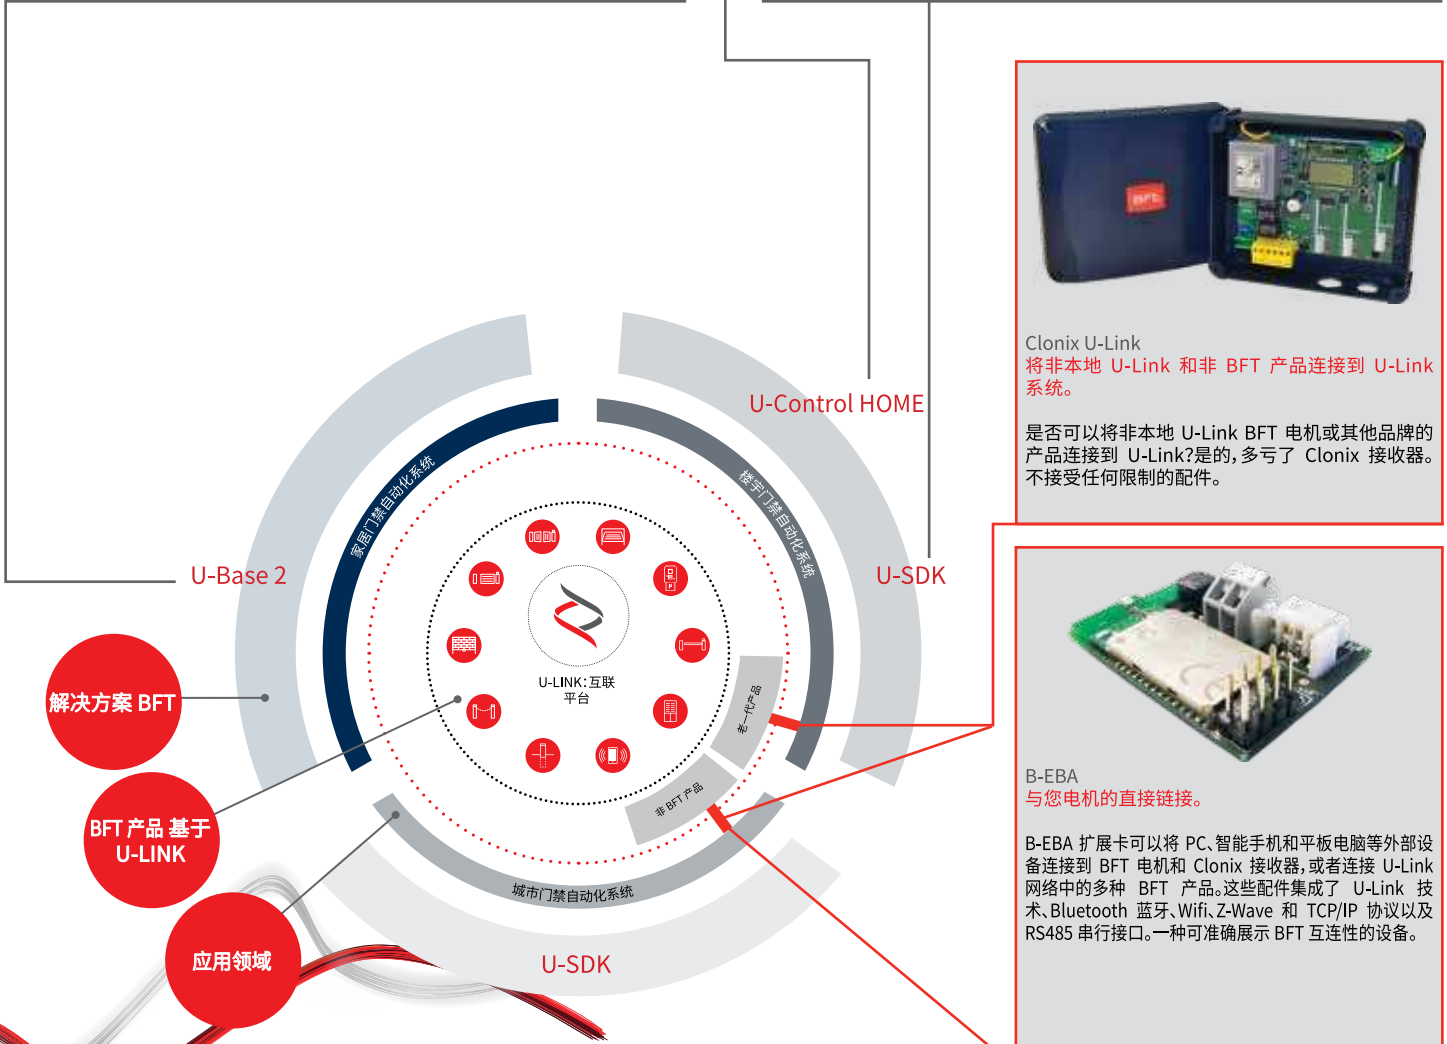 BFT
Clonix U-Link
将非本地 U-Link 和非 BFT 产品连接到 U-Link
系统。
是否可以将非本地 U-Link BFT 电机或其他品牌的
产品连接到 U-Link?是的,多亏了 Clonix 接收器。
不接受任何限制的配件。
U-Control HOME
家居门禁自动化系统
楼宇门禁自动化系统
U-Base 2
U-SDK
P
U-LINK:互联
平台
解决方案 BFT
老一代产品
非 BFT 产品
BFT 产品 基于
U-LINK
城市门禁自动化系统
应用领域
U-SDK
B-EBA
与您电机的直接链接。
B-EBA 扩展卡可以将 PC、智能手机和平板电脑等外部设
备连接到 BFT 电机和 Clonix 接收器,或者连接 U-Link
网络中的多种 BFT 产品。这些配件集成了 U-Link 技
术、Bluetooth 蓝牙、Wifi、Z-Wave 和 TCP/IP 协议以及
RS485 串行接口。一种可准确展示 BFT 互连性的设备。